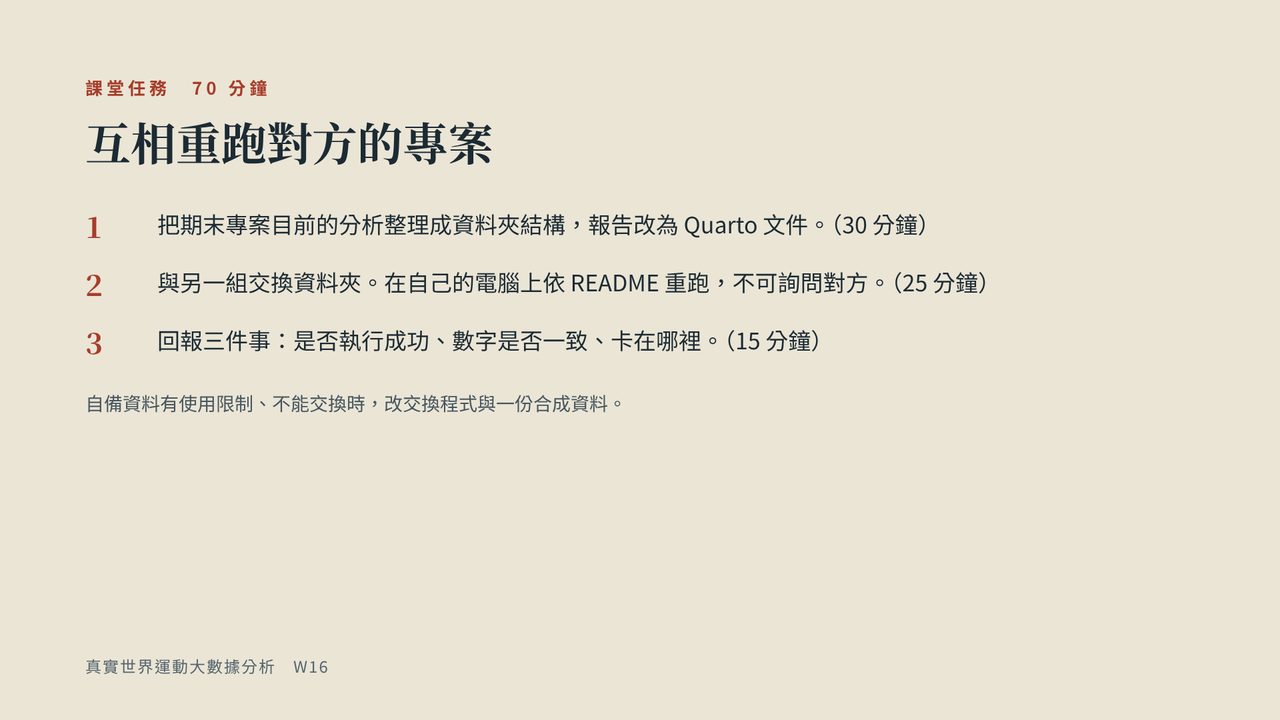 課堂任務　70 分鐘
互相重跑對方的專案
1 把期末專案目前的分析整理成資料夾結構，報告改為 Quarto 文件。（30 分鐘）
2 與另一組交換資料夾。在自己的電腦上依 README 重跑，不可詢問對方。（25 分鐘）
3 回報三件事：是否執行成功、數字是否一致、卡在哪裡。（15 分鐘）
自備資料有使用限制、不能交換時，改交換程式與一份合成資料。
真實世界運動大數據分析　W16